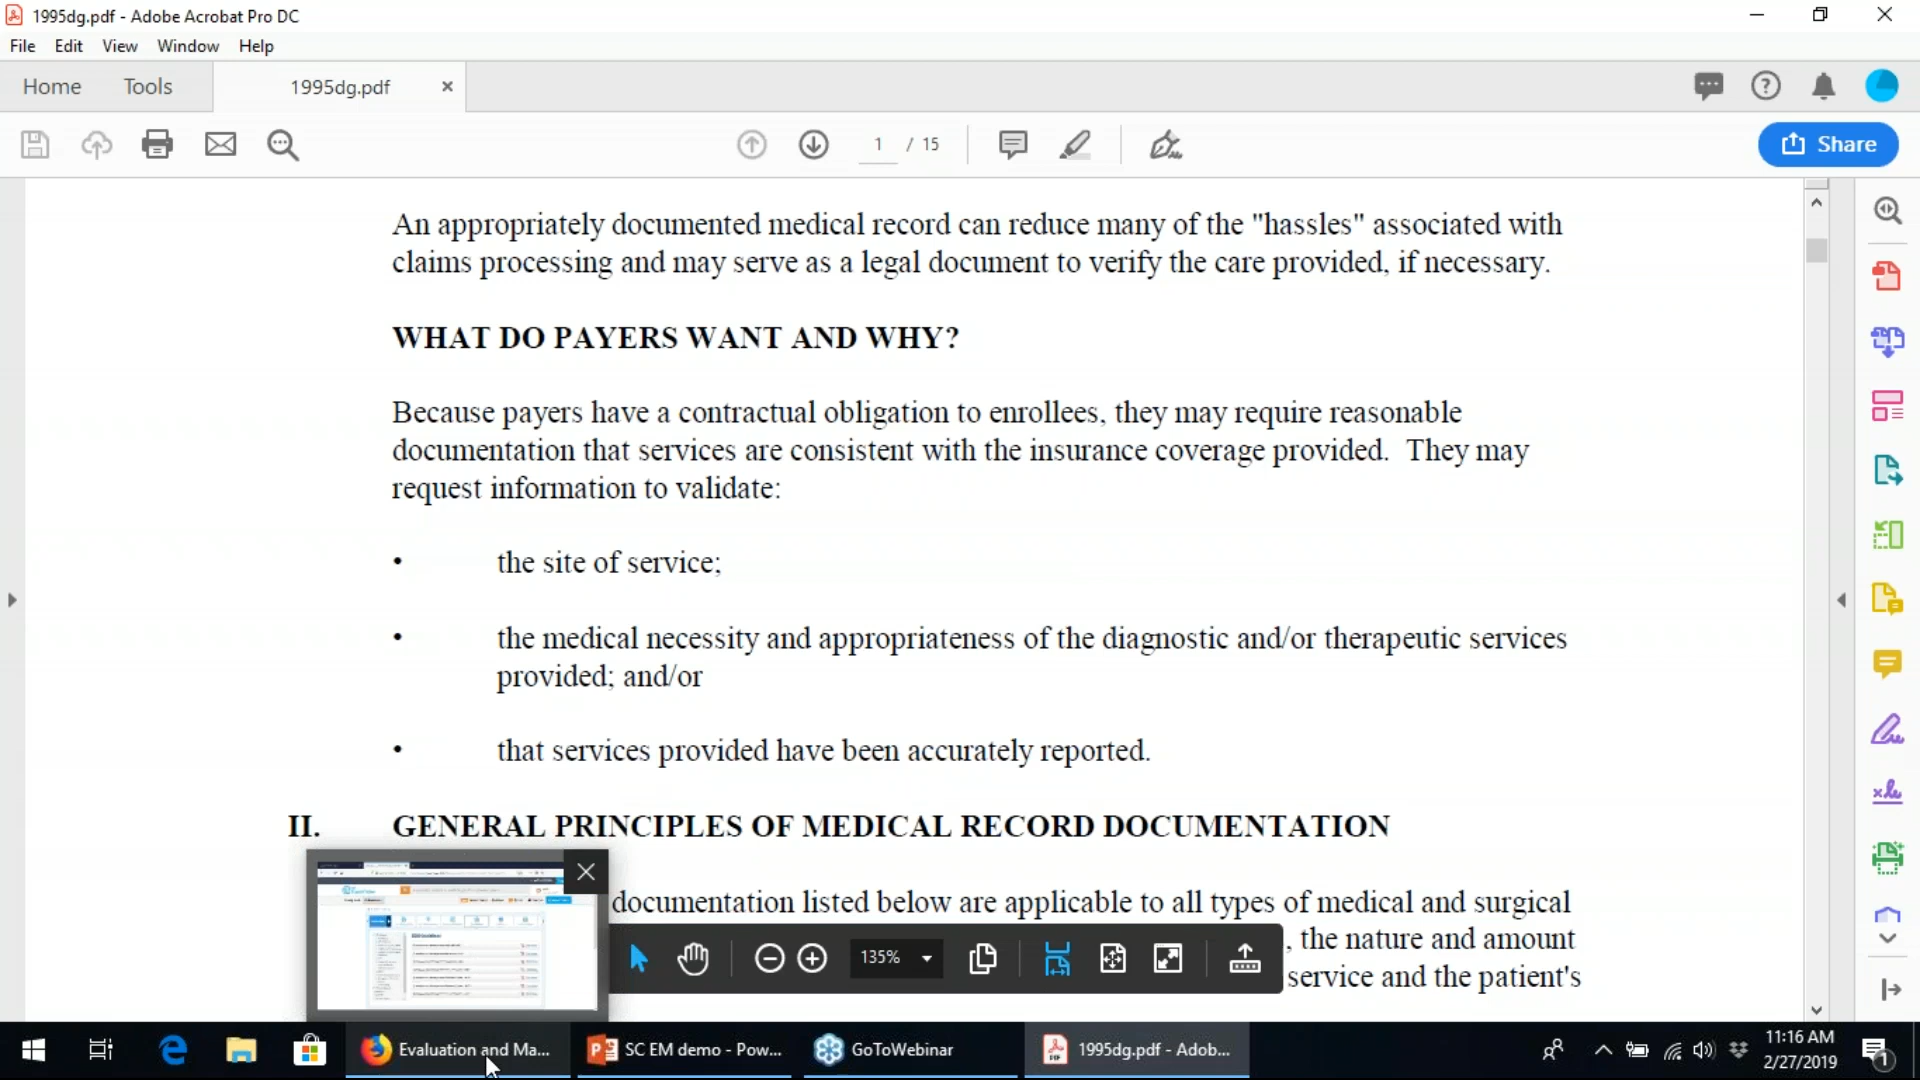 1995dg.pdf - Adobe Acrobat Pro DC
File Edit View Window Help
Home Tools 1995dg.pdf
1 / 15
Share
An appropriately documented medical record can reduce many of the "hassles" associated with
claims processing and may serve as a legal document to verify the care provided, if necessary.
WHAT DO PAYERS WANT AND WHY?
Because payers have a contractual obligation to enrollees, they may require reasonable
documentation that services are consistent with the insurance coverage provided. They may
request information to validate:
• the site of service;
• the medical necessity and appropriateness of the diagnostic and/or therapeutic services
provided; and/or
• that services provided have been accurately reported.
II. GENERAL PRINCIPLES OF MEDICAL RECORD DOCUMENTATION
documentation listed below are applicable to all types of medical and surgical
, the nature and amount
service and the patient's
135%
Evaluation and Ma... SC EM demo - Pow... GoToWebinar 1995dg.pdf - Adob...
11:16 AM
2/27/2019
1